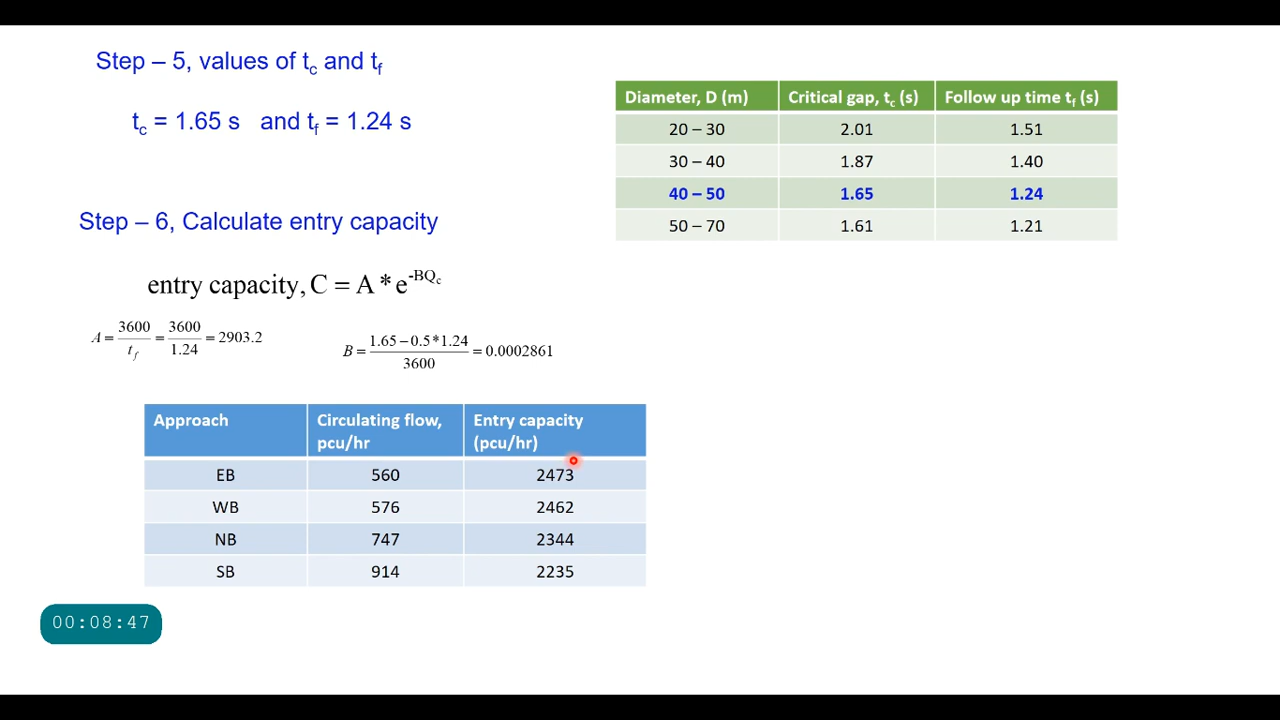 Step – 5, values of tc and tf
tc = 1.65 s and tf = 1.24 s
Diameter, D (m) Critical gap, tc (s) Follow up time tf (s)
20 – 30 2.01 1.51
30 – 40 1.87 1.40
40 – 50 1.65 1.24
50 – 70 1.61 1.21
Step – 6, Calculate entry capacity
entry capacity, C = A * e^-BQc
A = 3600/tf = 3600/1.24 = 2903.2
B = (1.65 – 0.5*1.24)/3600 = 0.0002861
Approach Circulating flow, pcu/hr Entry capacity (pcu/hr)
EB 560 2473
WB 576 2462
NB 747 2344
SB 914 2235
00:08:47